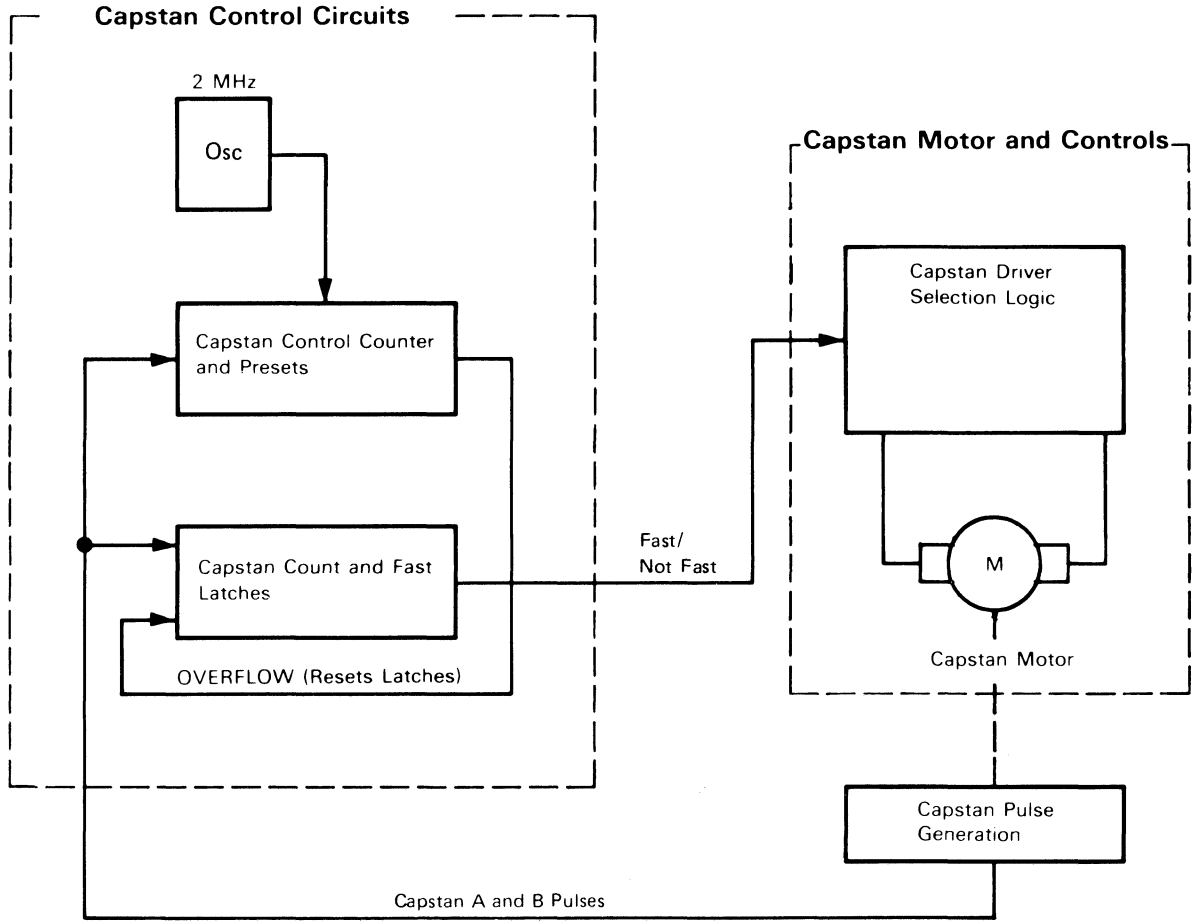 Capstan Control Circuits
2 MHz
Osc
Capstan Motor and Controls
Capstan Driver
Selection Logic
Capstan Control Counter
and Presets
Fast/
Not Fast
Capstan Count and Fast
Latches
M
OVERFLOW (Resets Latches)
Capstan Motor
Capstan Pulse
Generation
Capstan A and B Pulses